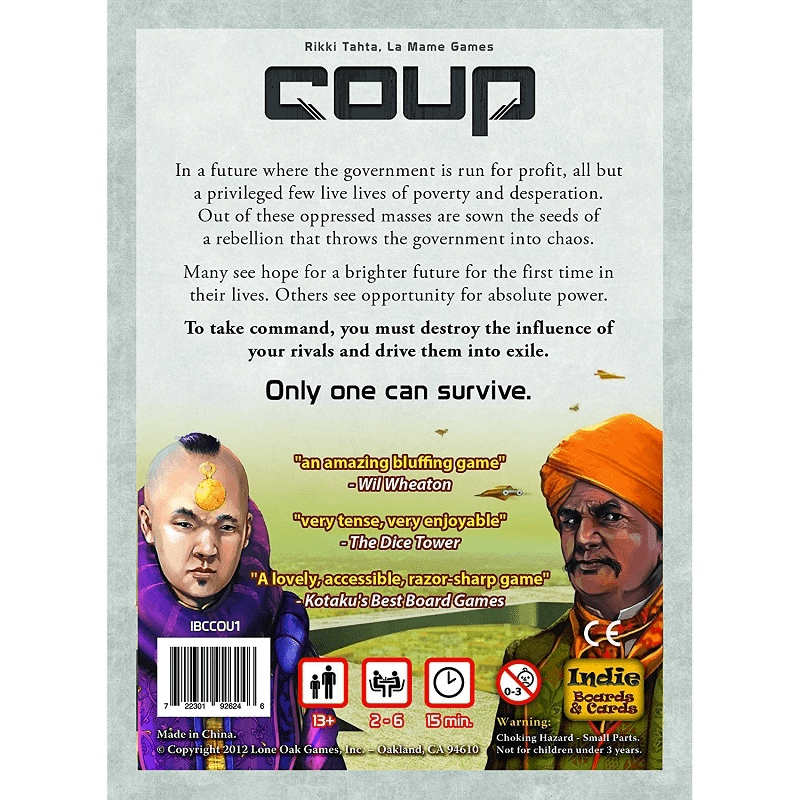 Rikki Tahta, La Mame Games
COUP
In a future where the government is run for profit, all but
a privileged few live lives of poverty and desperation.
Out of these oppressed masses are sown the seeds of
a rebellion that throws the government into chaos.
Many see hope for a brighter future for the first time in
their lives. Others see opportunity for absolute power.
To take command, you must destroy the influence of
your rivals and drive them into exile.
Only one can survive.
"an amazing bluffing game"
- Wil Wheaton
"very tense, very enjoyable"
- The Dice Tower
"A lovely, accessible, razor-sharp game"
- Kotaku's Best Board Games
IBCCOU1
7 22301 92624 6
13+
2 - 6
15 min.
0-3
CE
Indie
Boards
& Cards
Warning:
Choking Hazard - Small Parts.
Not for children under 3 years.
Made in China.
© Copyright 2012 Lone Oak Games, Inc. – Oakland, CA 94610